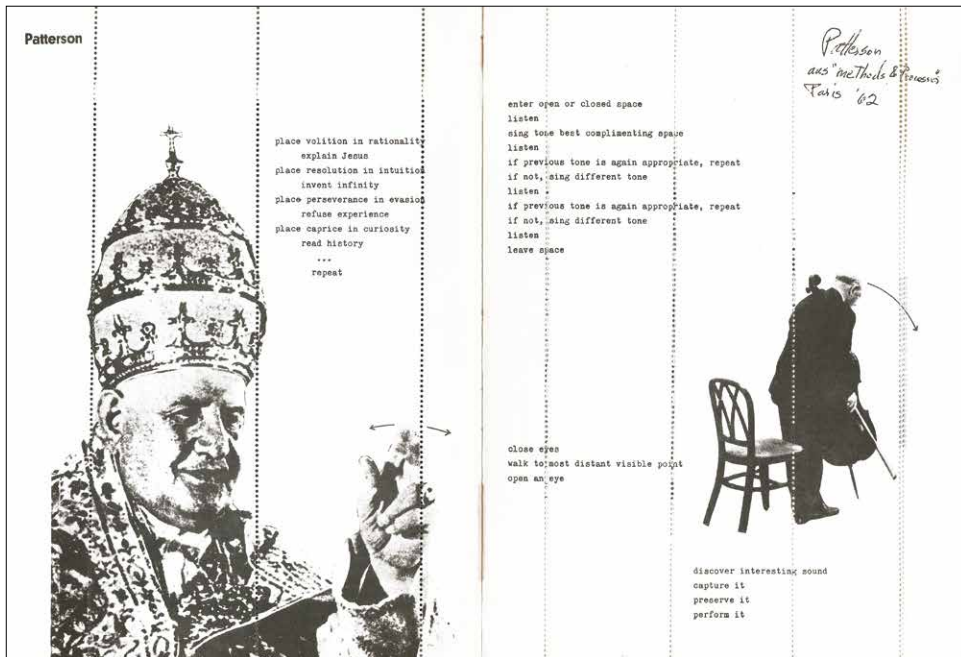 Patterson
place volition in rationality
explain Jesus
place resolution in intuition
invent infinity
place perseverance in evasion
refuse experience
place caprice in curiosity
read history
...
repeat
Patterson
aus "methods & Processes"
Paris '62
enter open or closed space
listen
sing tone best complimenting space
listen
if previous tone is again appropriate, repeat
if not, sing different tone
listen
if previous tone is again appropriate, repeat
if not, sing different tone
listen
leave space
close eyes
walk to most distant visible point
open an eye
discover interesting sound
capture it
preserve it
perform it